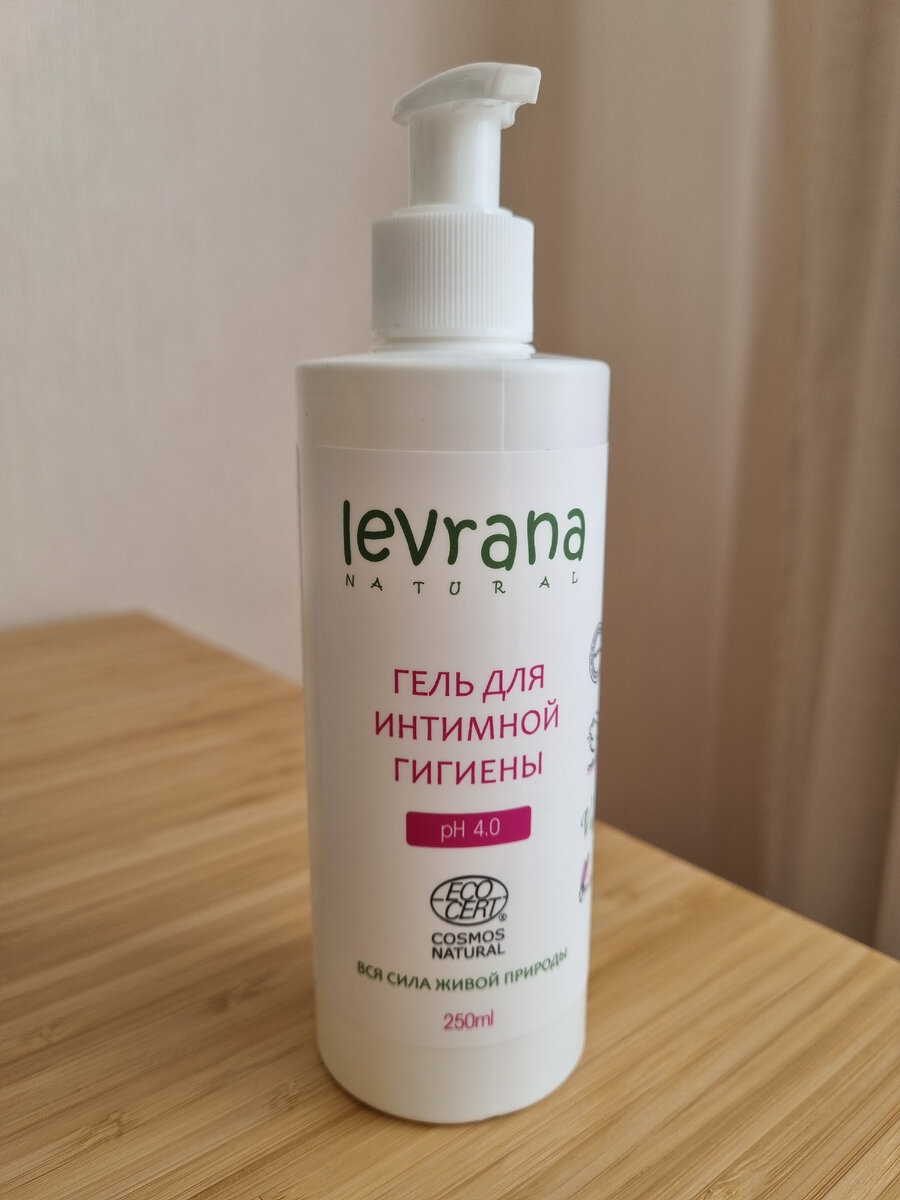 levrana
NATURAL
ГЕЛЬ ДЛЯ
ИНТИМНОЙ
ГИГИЕНЫ
pH 4.0
ECO
CERT®
COSMOS
NATURAL
ВСЯ СИЛА ЖИВОЙ ПРИРОДЫ
250ml